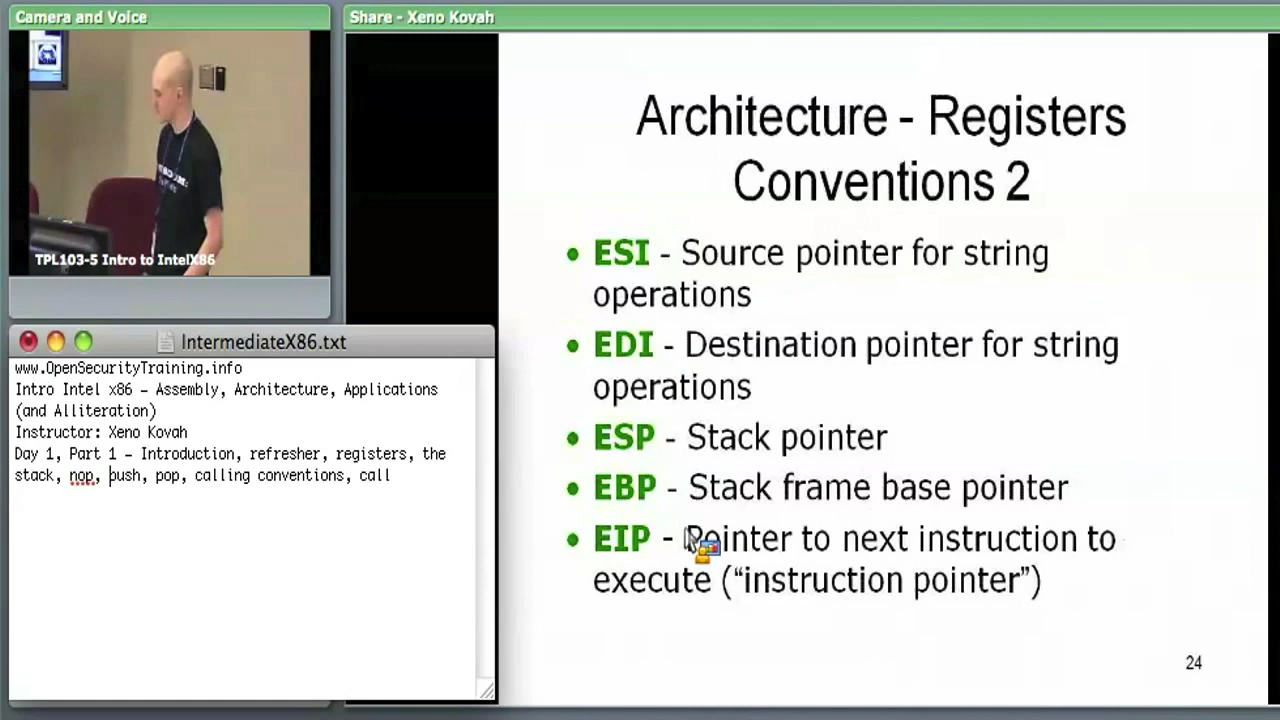 Camera and Voice
TPL103-5 Intro to IntelX86
IntermediateX86.txt
www.OpenSecurityTraining.info
Intro Intel x86 – Assembly, Architecture, Applications
(and Alliteration)
Instructor: Xeno Kovah
Day 1, Part 1 – Introduction, refresher, registers, the
stack, nop, push, pop, calling conventions, call
Share - Xeno Kovah
Architecture - Registers
Conventions 2
• ESI - Source pointer for string
operations
• EDI - Destination pointer for string
operations
• ESP - Stack pointer
• EBP - Stack frame base pointer
• EIP - Pointer to next instruction to
execute (“instruction pointer”)
24